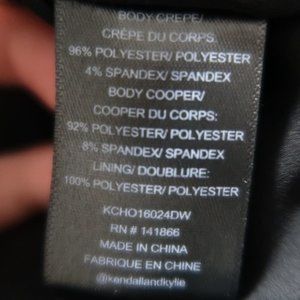 BODY CREPE/
CRÊPE DU CORPS:
96% POLYESTER/ POLYESTER
4% SPANDEX/ SPANDEX
BODY COOPER/
COOPER DU CORPS:
92% POLYESTER/ POLYESTER
8% SPANDEX/ SPANDEX
LINING/ DOUBLURE:
100% POLYESTER/ POLYESTER
KCHO16024DW
RN # 141866
MADE IN CHINA
FABRIQUE EN CHINE
@kendallandkylie